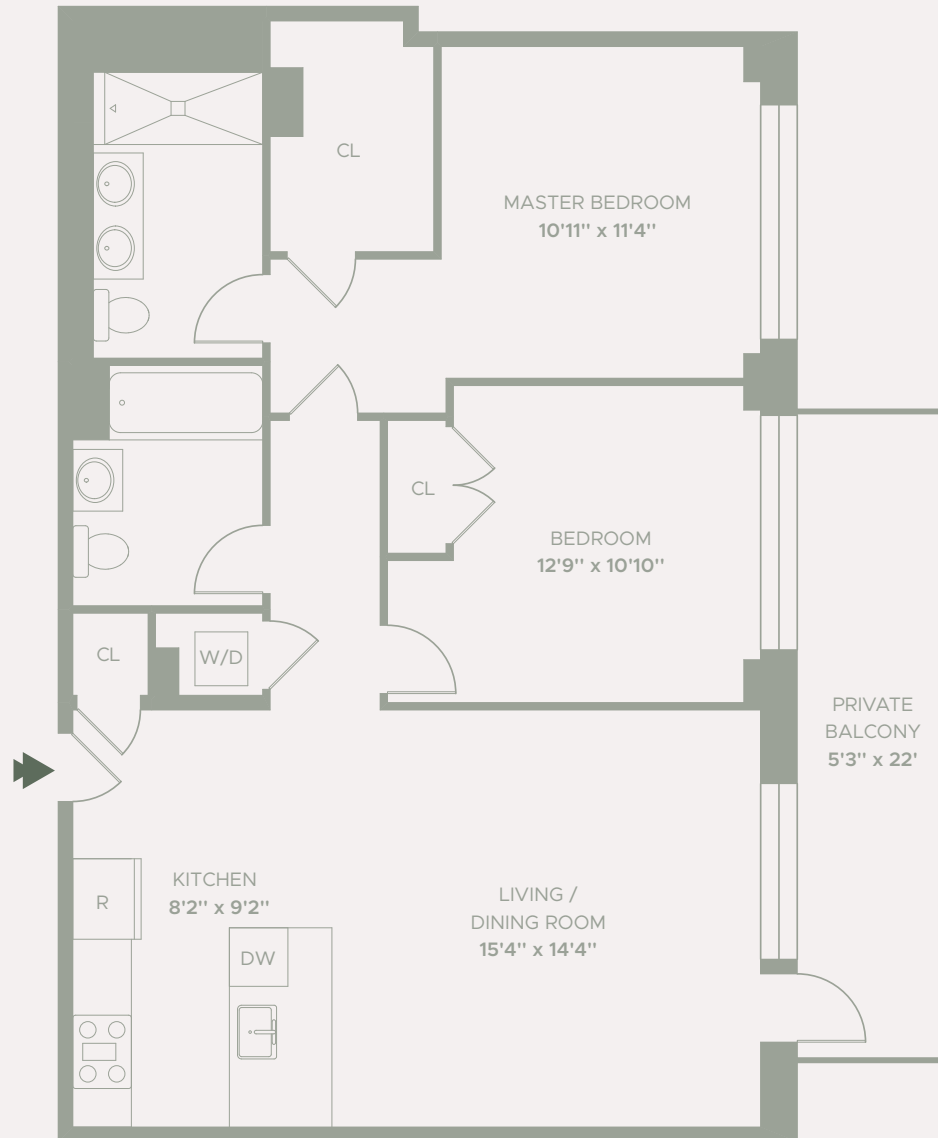 CL
MASTER BEDROOM
10'11'' x 11'4''
CL
BEDROOM
12'9'' x 10'10''
CL
W/D
PRIVATE
BALCONY
5'3'' x 22'
KITCHEN
8'2'' x 9'2''
R
LIVING /
DINING ROOM
15'4'' x 14'4''
DW